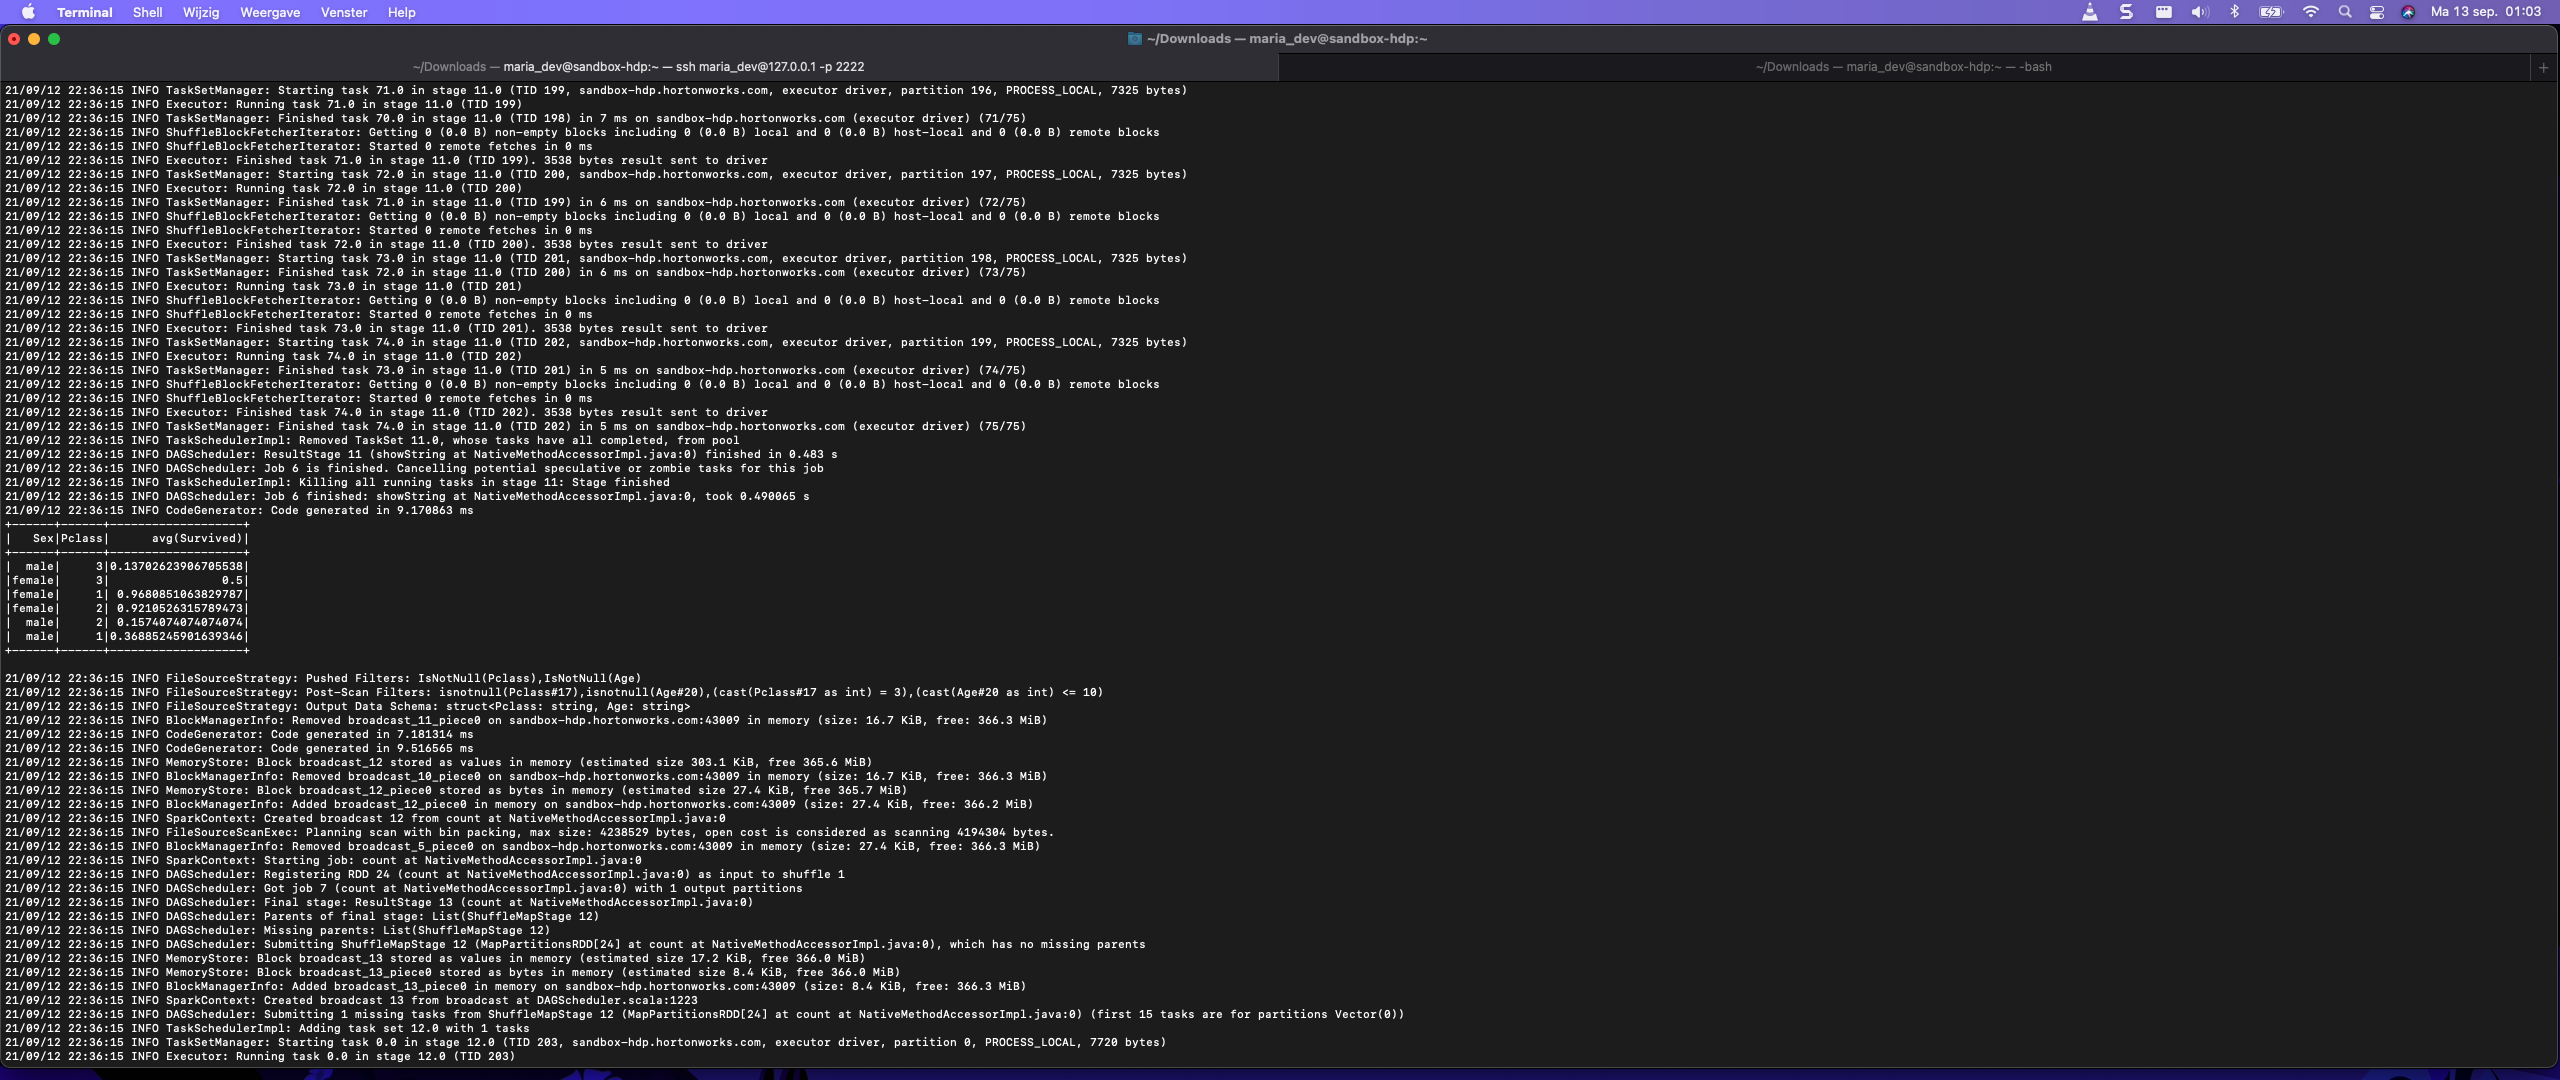 Terminal Shell Wijzig Weergave Venster Help Ma 13 sep. 01:03
~/Downloads — maria_dev@sandbox-hdp:~
~/Downloads — maria_dev@sandbox-hdp:~ — ssh maria_dev@127.0.0.1 -p 2222 ~/Downloads — maria_dev@sandbox-hdp:~ — -bash +
21/09/12 22:36:15 INFO TaskSetManager: Starting task 71.0 in stage 11.0 (TID 199, sandbox-hdp.hortonworks.com, executor driver, partition 196, PROCESS_LOCAL, 7325 bytes)
21/09/12 22:36:15 INFO Executor: Running task 71.0 in stage 11.0 (TID 199)
21/09/12 22:36:15 INFO TaskSetManager: Finished task 70.0 in stage 11.0 (TID 198) in 7 ms on sandbox-hdp.hortonworks.com (executor driver) (71/75)
21/09/12 22:36:15 INFO ShuffleBlockFetcherIterator: Getting 0 (0.0 B) non-empty blocks including 0 (0.0 B) local and 0 (0.0 B) host-local and 0 (0.0 B) remote blocks
21/09/12 22:36:15 INFO ShuffleBlockFetcherIterator: Started 0 remote fetches in 0 ms
21/09/12 22:36:15 INFO Executor: Finished task 71.0 in stage 11.0 (TID 199). 3538 bytes result sent to driver
21/09/12 22:36:15 INFO TaskSetManager: Starting task 72.0 in stage 11.0 (TID 200, sandbox-hdp.hortonworks.com, executor driver, partition 197, PROCESS_LOCAL, 7325 bytes)
21/09/12 22:36:15 INFO Executor: Running task 72.0 in stage 11.0 (TID 200)
21/09/12 22:36:15 INFO TaskSetManager: Finished task 71.0 in stage 11.0 (TID 199) in 6 ms on sandbox-hdp.hortonworks.com (executor driver) (72/75)
21/09/12 22:36:15 INFO ShuffleBlockFetcherIterator: Getting 0 (0.0 B) non-empty blocks including 0 (0.0 B) local and 0 (0.0 B) host-local and 0 (0.0 B) remote blocks
21/09/12 22:36:15 INFO ShuffleBlockFetcherIterator: Started 0 remote fetches in 0 ms
21/09/12 22:36:15 INFO Executor: Finished task 72.0 in stage 11.0 (TID 200). 3538 bytes result sent to driver
21/09/12 22:36:15 INFO TaskSetManager: Starting task 73.0 in stage 11.0 (TID 201, sandbox-hdp.hortonworks.com, executor driver, partition 198, PROCESS_LOCAL, 7325 bytes)
21/09/12 22:36:15 INFO TaskSetManager: Finished task 72.0 in stage 11.0 (TID 200) in 6 ms on sandbox-hdp.hortonworks.com (executor driver) (73/75)
21/09/12 22:36:15 INFO Executor: Running task 73.0 in stage 11.0 (TID 201)
21/09/12 22:36:15 INFO ShuffleBlockFetcherIterator: Getting 0 (0.0 B) non-empty blocks including 0 (0.0 B) local and 0 (0.0 B) host-local and 0 (0.0 B) remote blocks
21/09/12 22:36:15 INFO ShuffleBlockFetcherIterator: Started 0 remote fetches in 0 ms
21/09/12 22:36:15 INFO Executor: Finished task 73.0 in stage 11.0 (TID 201). 3538 bytes result sent to driver
21/09/12 22:36:15 INFO TaskSetManager: Starting task 74.0 in stage 11.0 (TID 202, sandbox-hdp.hortonworks.com, executor driver, partition 199, PROCESS_LOCAL, 7325 bytes)
21/09/12 22:36:15 INFO Executor: Running task 74.0 in stage 11.0 (TID 202)
21/09/12 22:36:15 INFO TaskSetManager: Finished task 73.0 in stage 11.0 (TID 201) in 5 ms on sandbox-hdp.hortonworks.com (executor driver) (74/75)
21/09/12 22:36:15 INFO ShuffleBlockFetcherIterator: Getting 0 (0.0 B) non-empty blocks including 0 (0.0 B) local and 0 (0.0 B) host-local and 0 (0.0 B) remote blocks
21/09/12 22:36:15 INFO ShuffleBlockFetcherIterator: Started 0 remote fetches in 0 ms
21/09/12 22:36:15 INFO Executor: Finished task 74.0 in stage 11.0 (TID 202). 3538 bytes result sent to driver
21/09/12 22:36:15 INFO TaskSetManager: Finished task 74.0 in stage 11.0 (TID 202) in 5 ms on sandbox-hdp.hortonworks.com (executor driver) (75/75)
21/09/12 22:36:15 INFO TaskSchedulerImpl: Removed TaskSet 11.0, whose tasks have all completed, from pool
21/09/12 22:36:15 INFO DAGScheduler: ResultStage 11 (showString at NativeMethodAccessorImpl.java:0) finished in 0.483 s
21/09/12 22:36:15 INFO DAGScheduler: Job 6 is finished. Cancelling potential speculative or zombie tasks for this job
21/09/12 22:36:15 INFO TaskSchedulerImpl: Killing all running tasks in stage 11: Stage finished
21/09/12 22:36:15 INFO DAGScheduler: Job 6 finished: showString at NativeMethodAccessorImpl.java:0, took 0.490065 s
21/09/12 22:36:15 INFO CodeGenerator: Code generated in 9.170863 ms
+------+------+-------------------+
|   Sex|Pclass|      avg(Survived)|
+------+------+-------------------+
|  male|     3|0.13702623906705538|
|female|     3|                0.5|
|female|     1| 0.9680851063829787|
|female|     2| 0.9210526315789473|
|  male|     2| 0.1574074074074074|
|  male|     1|0.36885245901639346|
+------+------+-------------------+
21/09/12 22:36:15 INFO FileSourceStrategy: Pushed Filters: IsNotNull(Pclass),IsNotNull(Age)
21/09/12 22:36:15 INFO FileSourceStrategy: Post-Scan Filters: isnotnull(Pclass#17),isnotnull(Age#20),(cast(Pclass#17 as int) = 3),(cast(Age#20 as int) <= 10)
21/09/12 22:36:15 INFO FileSourceStrategy: Output Data Schema: struct<Pclass: string, Age: string>
21/09/12 22:36:15 INFO BlockManagerInfo: Removed broadcast_11_piece0 on sandbox-hdp.hortonworks.com:43009 in memory (size: 16.7 KiB, free: 366.3 MiB)
21/09/12 22:36:15 INFO CodeGenerator: Code generated in 7.181314 ms
21/09/12 22:36:15 INFO CodeGenerator: Code generated in 9.516565 ms
21/09/12 22:36:15 INFO MemoryStore: Block broadcast_12 stored as values in memory (estimated size 303.1 KiB, free 365.6 MiB)
21/09/12 22:36:15 INFO BlockManagerInfo: Removed broadcast_10_piece0 on sandbox-hdp.hortonworks.com:43009 in memory (size: 16.7 KiB, free: 366.3 MiB)
21/09/12 22:36:15 INFO MemoryStore: Block broadcast_12_piece0 stored as bytes in memory (estimated size 27.4 KiB, free 365.7 MiB)
21/09/12 22:36:15 INFO BlockManagerInfo: Added broadcast_12_piece0 in memory on sandbox-hdp.hortonworks.com:43009 (size: 27.4 KiB, free: 366.2 MiB)
21/09/12 22:36:15 INFO SparkContext: Created broadcast 12 from count at NativeMethodAccessorImpl.java:0
21/09/12 22:36:15 INFO FileSourceScanExec: Planning scan with bin packing, max size: 4238529 bytes, open cost is considered as scanning 4194304 bytes.
21/09/12 22:36:15 INFO BlockManagerInfo: Removed broadcast_5_piece0 on sandbox-hdp.hortonworks.com:43009 in memory (size: 27.4 KiB, free: 366.3 MiB)
21/09/12 22:36:15 INFO SparkContext: Starting job: count at NativeMethodAccessorImpl.java:0
21/09/12 22:36:15 INFO DAGScheduler: Registering RDD 24 (count at NativeMethodAccessorImpl.java:0) as input to shuffle 1
21/09/12 22:36:15 INFO DAGScheduler: Got job 7 (count at NativeMethodAccessorImpl.java:0) with 1 output partitions
21/09/12 22:36:15 INFO DAGScheduler: Final stage: ResultStage 13 (count at NativeMethodAccessorImpl.java:0)
21/09/12 22:36:15 INFO DAGScheduler: Parents of final stage: List(ShuffleMapStage 12)
21/09/12 22:36:15 INFO DAGScheduler: Missing parents: List(ShuffleMapStage 12)
21/09/12 22:36:15 INFO DAGScheduler: Submitting ShuffleMapStage 12 (MapPartitionsRDD[24] at count at NativeMethodAccessorImpl.java:0), which has no missing parents
21/09/12 22:36:15 INFO MemoryStore: Block broadcast_13 stored as values in memory (estimated size 17.2 KiB, free 366.0 MiB)
21/09/12 22:36:15 INFO MemoryStore: Block broadcast_13_piece0 stored as bytes in memory (estimated size 8.4 KiB, free 366.0 MiB)
21/09/12 22:36:15 INFO BlockManagerInfo: Added broadcast_13_piece0 in memory on sandbox-hdp.hortonworks.com:43009 (size: 8.4 KiB, free: 366.3 MiB)
21/09/12 22:36:15 INFO SparkContext: Created broadcast 13 from broadcast at DAGScheduler.scala:1223
21/09/12 22:36:15 INFO DAGScheduler: Submitting 1 missing tasks from ShuffleMapStage 12 (MapPartitionsRDD[24] at count at NativeMethodAccessorImpl.java:0) (first 15 tasks are for partitions Vector(0))
21/09/12 22:36:15 INFO TaskSchedulerImpl: Adding task set 12.0 with 1 tasks
21/09/12 22:36:15 INFO TaskSetManager: Starting task 0.0 in stage 12.0 (TID 203, sandbox-hdp.hortonworks.com, executor driver, partition 0, PROCESS_LOCAL, 7720 bytes)
21/09/12 22:36:15 INFO Executor: Running task 0.0 in stage 12.0 (TID 203)